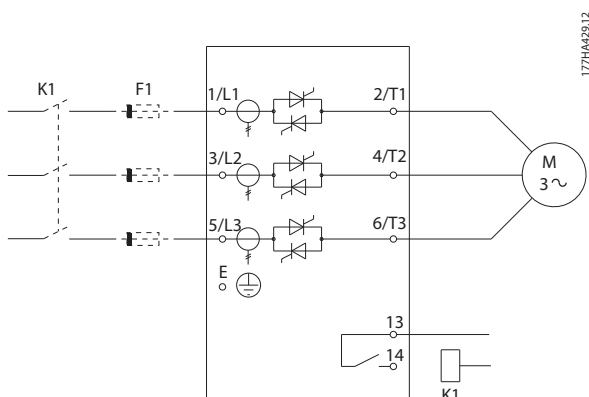 177HA429.12
K1
F1
1/L1
2/T1
3/L2
4/T2
M
3~
5/L3
6/T3
E
13
14
K1